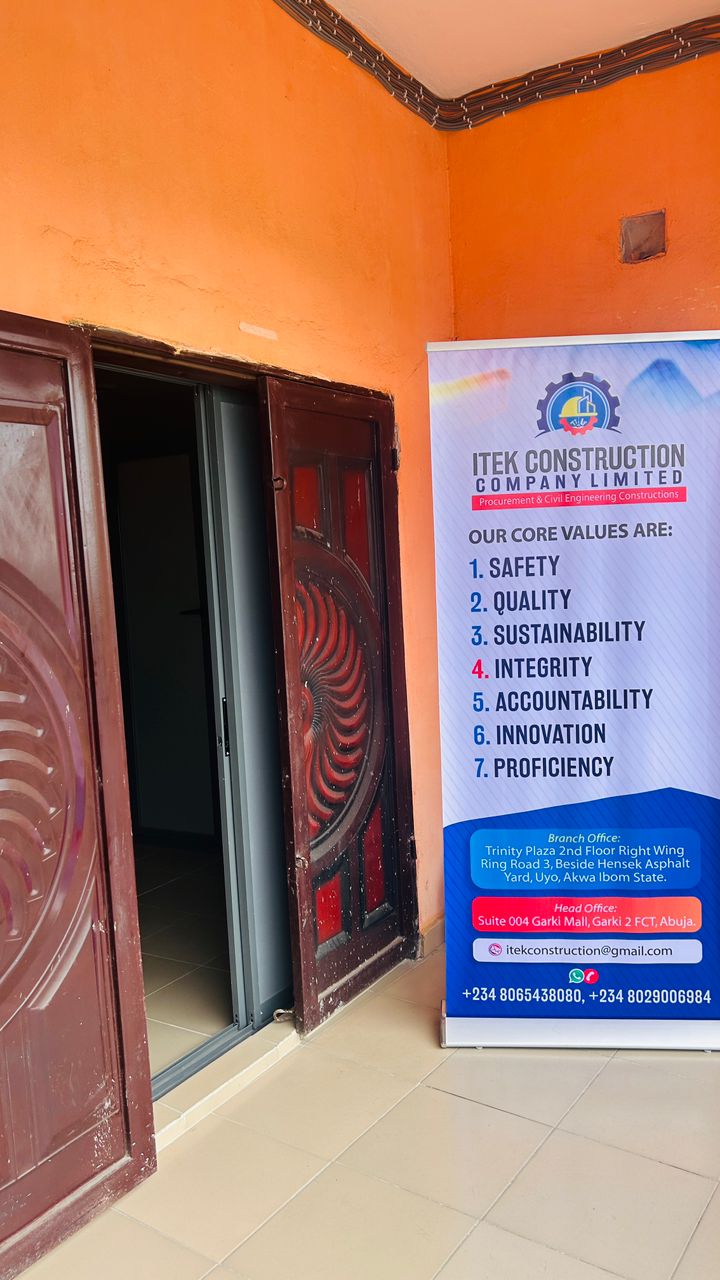 ITEK CONSTRUCTION
COMPANY LIMITED
Procurement & Civil Engineering Constructions
OUR CORE VALUES ARE:
1. SAFETY
2. QUALITY
3. SUSTAINABILITY
4. INTEGRITY
5. ACCOUNTABILITY
6. INNOVATION
7. PROFICIENCY
Branch Office:
Trinity Plaza 2nd Floor Right Wing
Ring Road 3, Beside Hensek Asphalt
Yard, Uyo, Akwa Ibom State.
Head Office:
Suite 004 Garki Mall, Garki 2 FCT, Abuja.
itekconstruction@gmail.com
+234 8065438080, +234 8029006984